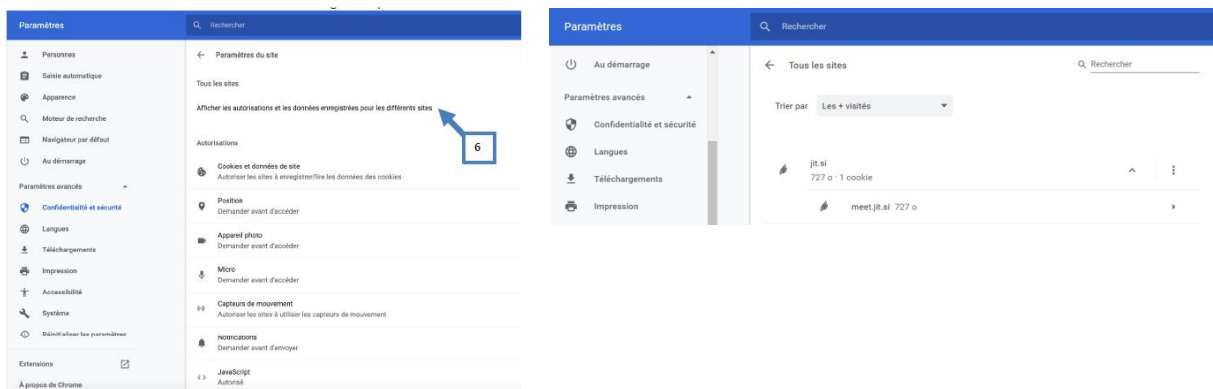 Paramètres
Rechercher
Personnes
Saisie automatique
Apparence
Moteur de recherche
Navigateur par défaut
Au démarrage
Paramètres avancés
Confidentialité et sécurité
Langues
Téléchargements
Impression
Accessibilité
Système
Réinitialiser les paramètres
Extensions
À propos de Chrome
Paramètres du site
Tous les sites
Afficher les autorisations et les données enregistrées pour les différents sites
6
Autorisations
Cookies et données de site
Autoriser les sites à enregistrer/lire les données des cookies
Position
Demander avant d'accéder
Appareil photo
Demander avant d'accéder
Micro
Demander avant d'accéder
Capteurs de mouvement
Autoriser les sites à utiliser les capteurs de mouvement
Notifications
Demander avant d'envoyer
JavaScript
Autorisé
Paramètres
Rechercher
Au démarrage
Paramètres avancés
Confidentialité et sécurité
Langues
Téléchargements
Impression
Tous les sites
Rechercher
Trier par Les + visités
jit.si
727 o · 1 cookie
meet.jit.si 727 o